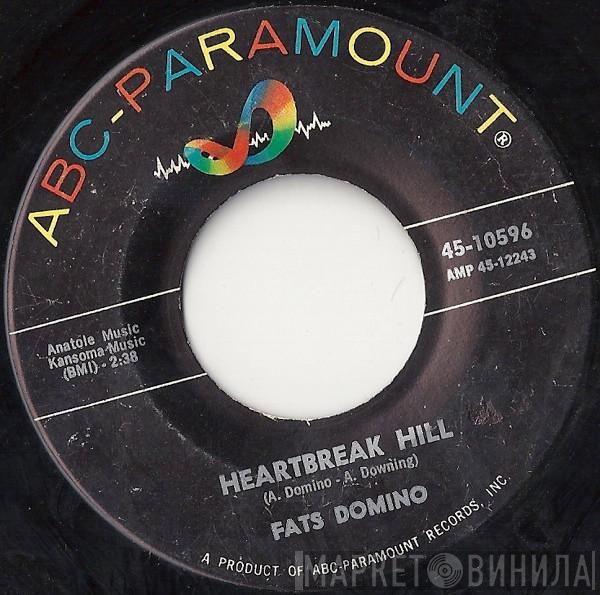 ABC-PARAMOUNT®
45-10596
AMP 45-12243
Anatole Music
Kansoma Music
(BMI) - 2:38
HEARTBREAK HILL
(A. Domino - A. Downing)
FATS DOMINO
A PRODUCT OF ABC-PARAMOUNT RECORDS, INC.
МАРКЕТ ВИНИЛА